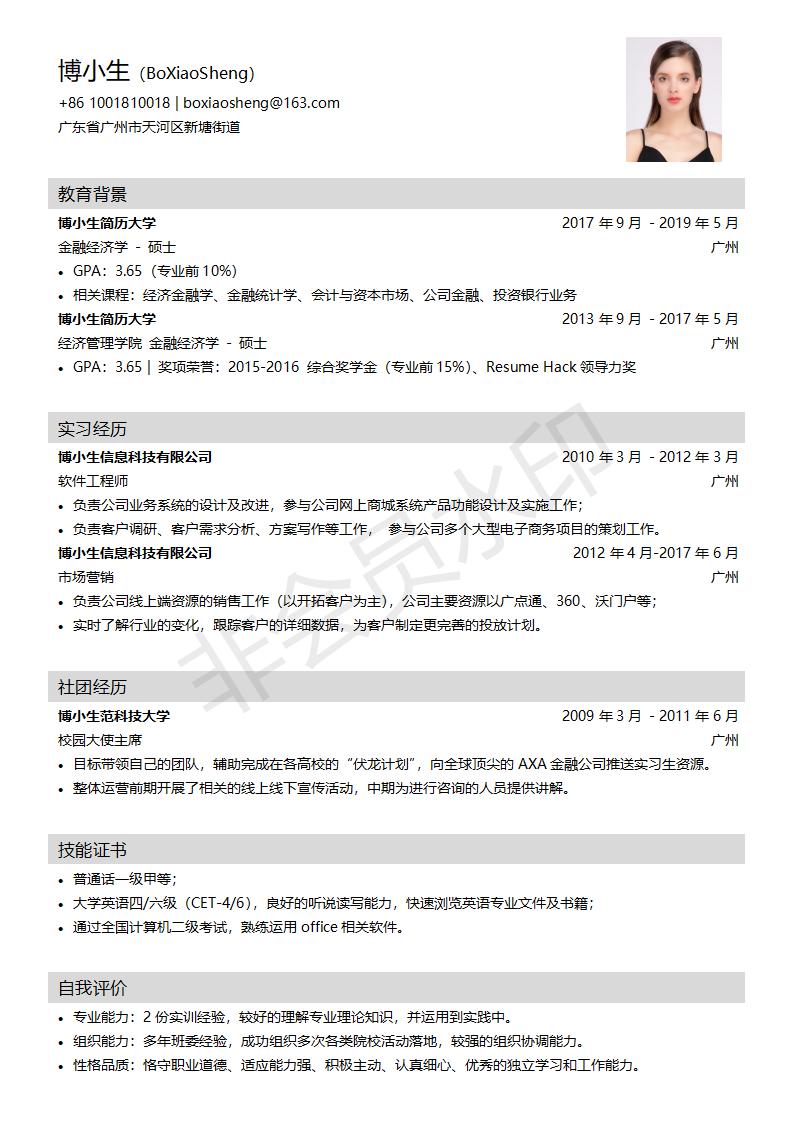 博小生（BoXiaoSheng）
+86 1001810018 | boxiaosheng@163.com
广东省广州市天河区新塘街道
教育背景
博小生简历大学 2017 年 9 月 - 2019 年 5 月
金融经济学 - 硕士 广州
• GPA：3.65（专业前 10%）
• 相关课程：经济金融学、金融统计学、会计与资本市场、公司金融、投资银行业务
博小生简历大学 2013 年 9 月 - 2017 年 5 月
经济管理学院 金融经济学 - 硕士 广州
• GPA：3.65 | 奖项荣誉：2015-2016 综合奖学金（专业前 15%）、Resume Hack 领导力奖
实习经历
博小生信息科技有限公司 2010 年 3 月 - 2012 年 3 月
软件工程师 广州
• 负责公司业务系统的设计及改进，参与公司网上商城系统产品功能设计及实施工作；
• 负责客户调研、客户需求分析、方案写作等工作， 参与公司多个大型电子商务项目的策划工作。
博小生信息科技有限公司 2012 年 4 月-2017 年 6 月
市场营销 广州
• 负责公司线上端资源的销售工作（以开拓客户为主），公司主要资源以广点通、360、沃门户等；
• 实时了解行业的变化，跟踪客户的详细数据，为客户制定更完善的投放计划。
非会员水印
社团经历
博小生范科技大学 2009 年 3 月 - 2011 年 6 月
校园大使主席 广州
• 目标带领自己的团队，辅助完成在各高校的“伏龙计划”，向全球顶尖的 AXA 金融公司推送实习生资源。
• 整体运营前期开展了相关的线上线下宣传活动，中期为进行咨询的人员提供讲解。
技能证书
• 普通话一级甲等；
• 大学英语四/六级（CET-4/6），良好的听说读写能力，快速浏览英语专业文件及书籍；
• 通过全国计算机二级考试，熟练运用 office 相关软件。
自我评价
• 专业能力：2 份实训经验，较好的理解专业理论知识，并运用到实践中。
• 组织能力：多年班委经验，成功组织多次各类院校活动落地，较强的组织协调能力。
• 性格品质：恪守职业道德、适应能力强、积极主动、认真细心、优秀的独立学习和工作能力。